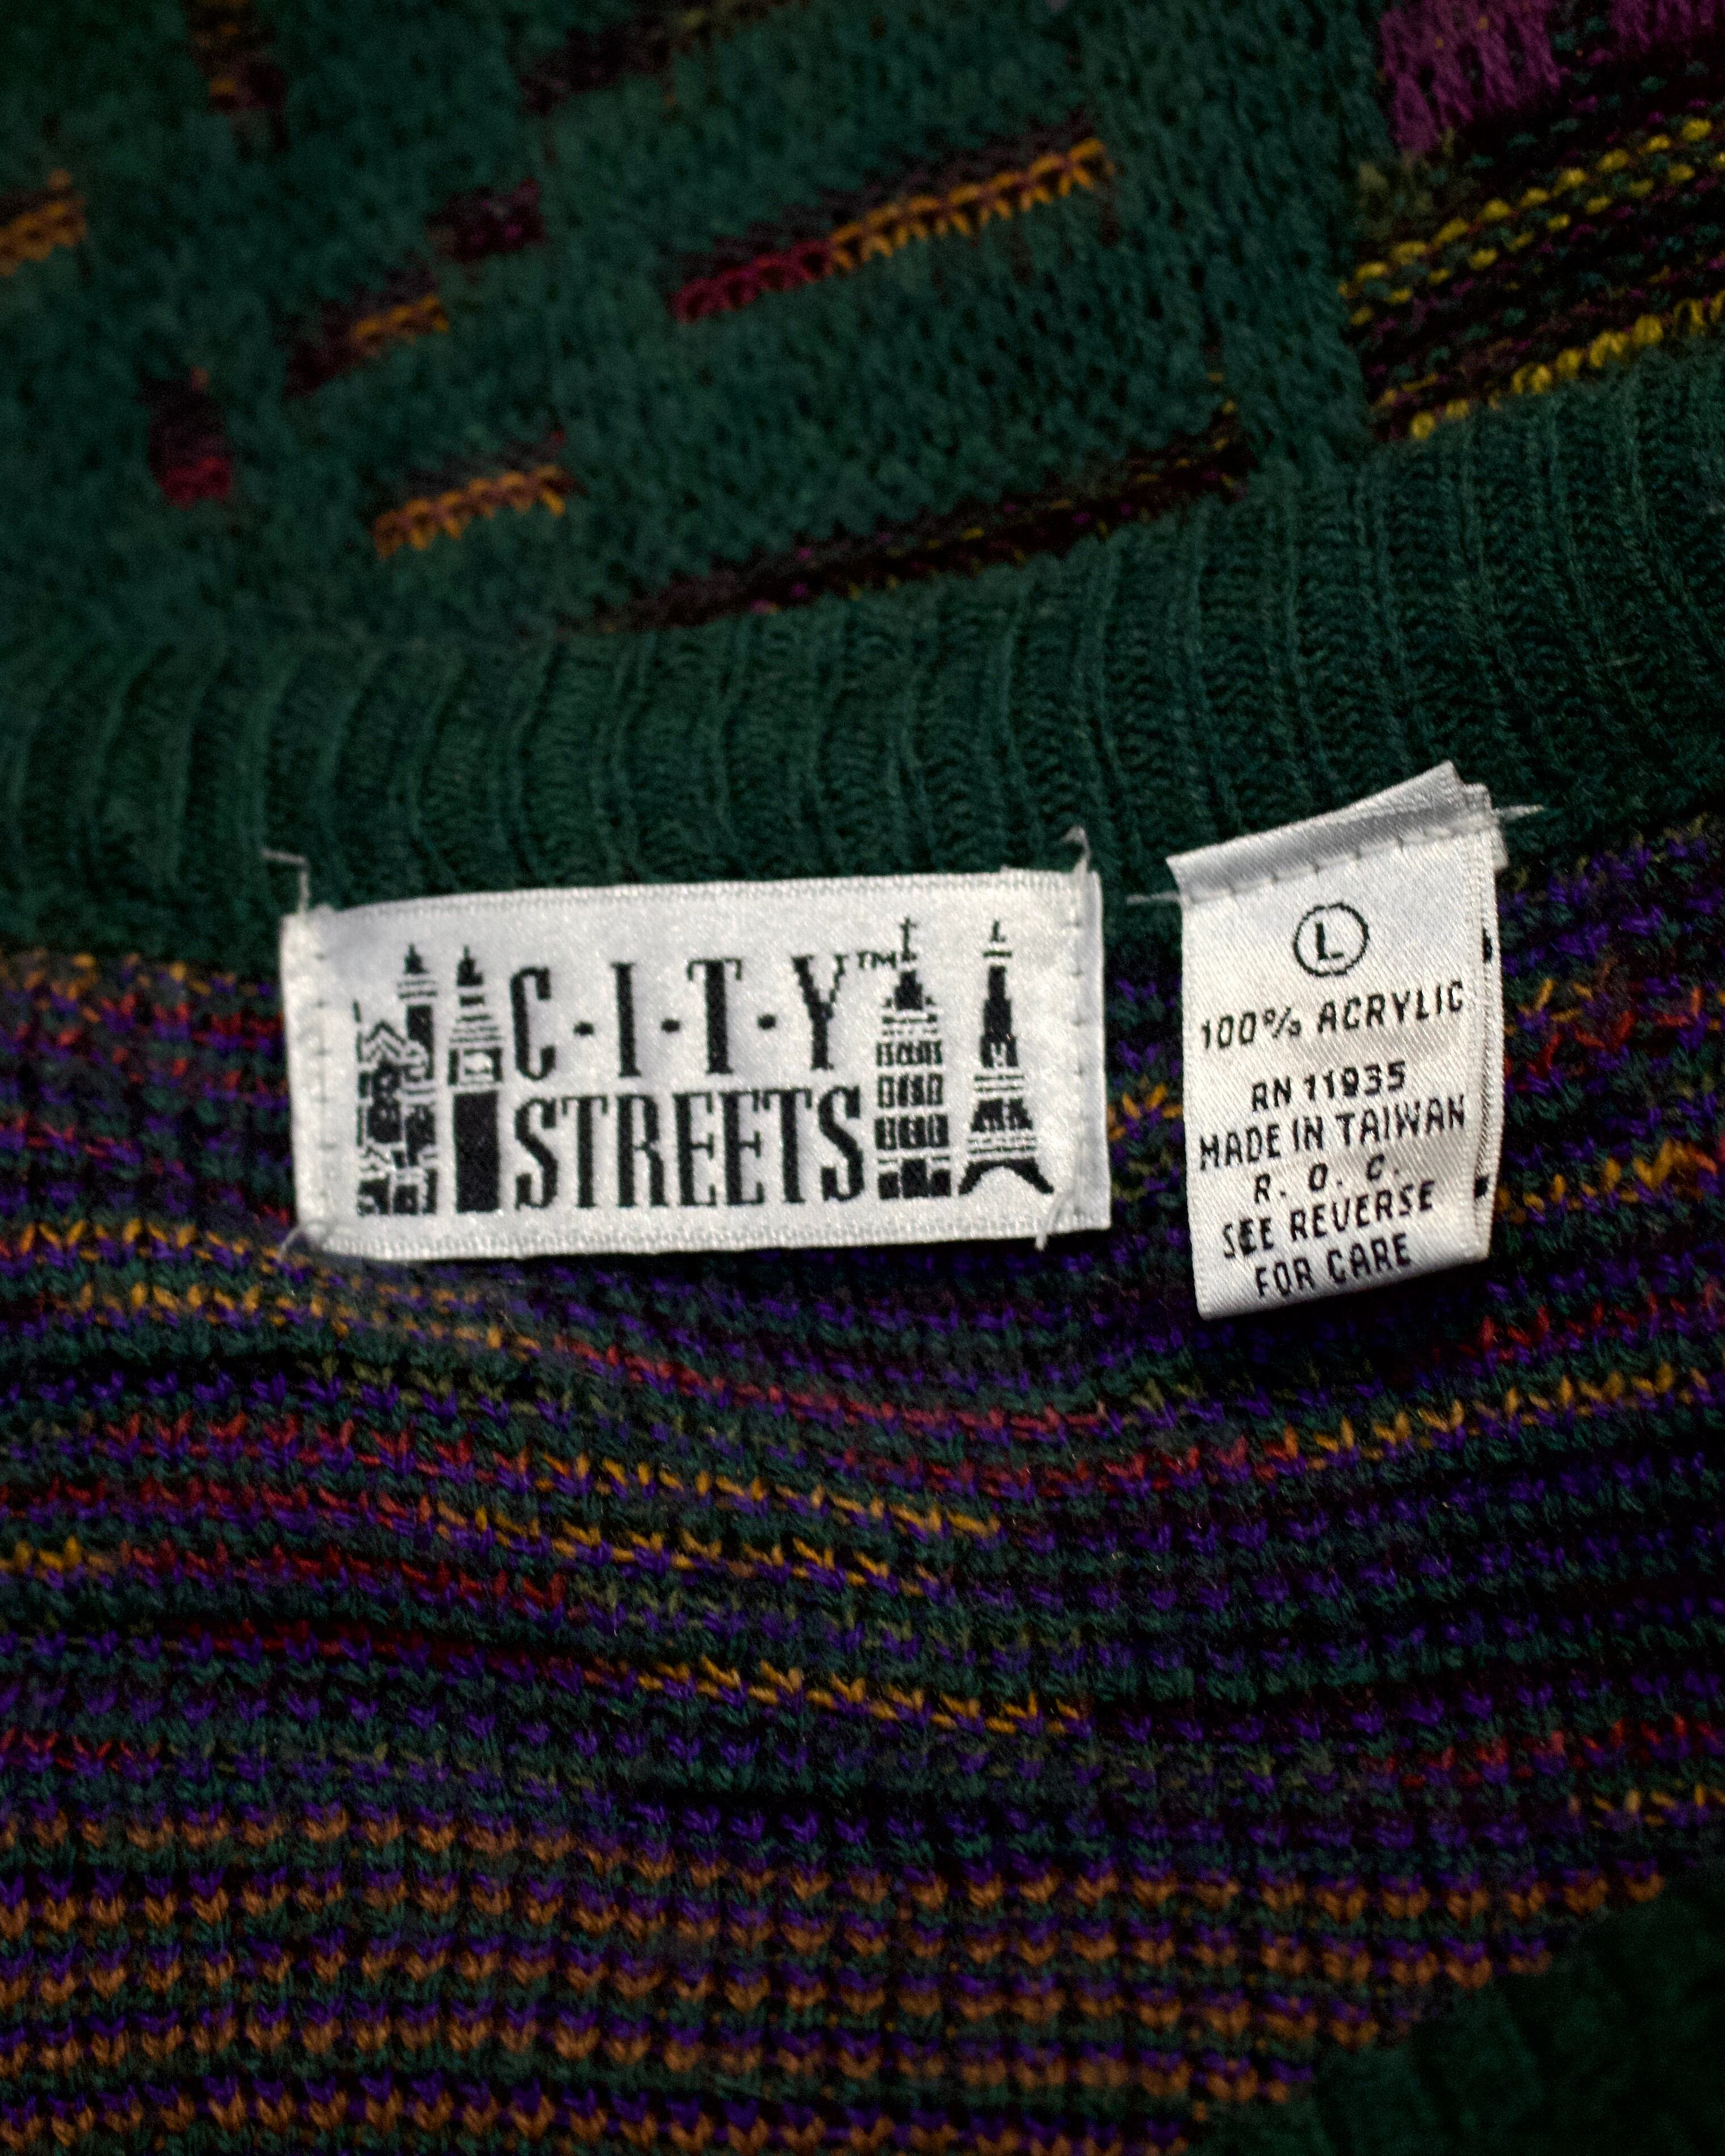 C·I·T·Y™
STREETS
L
100% ACRYLIC
RN 11935
MADE IN TAIWAN
R. O. C.
SEE REVERSE
FOR CARE